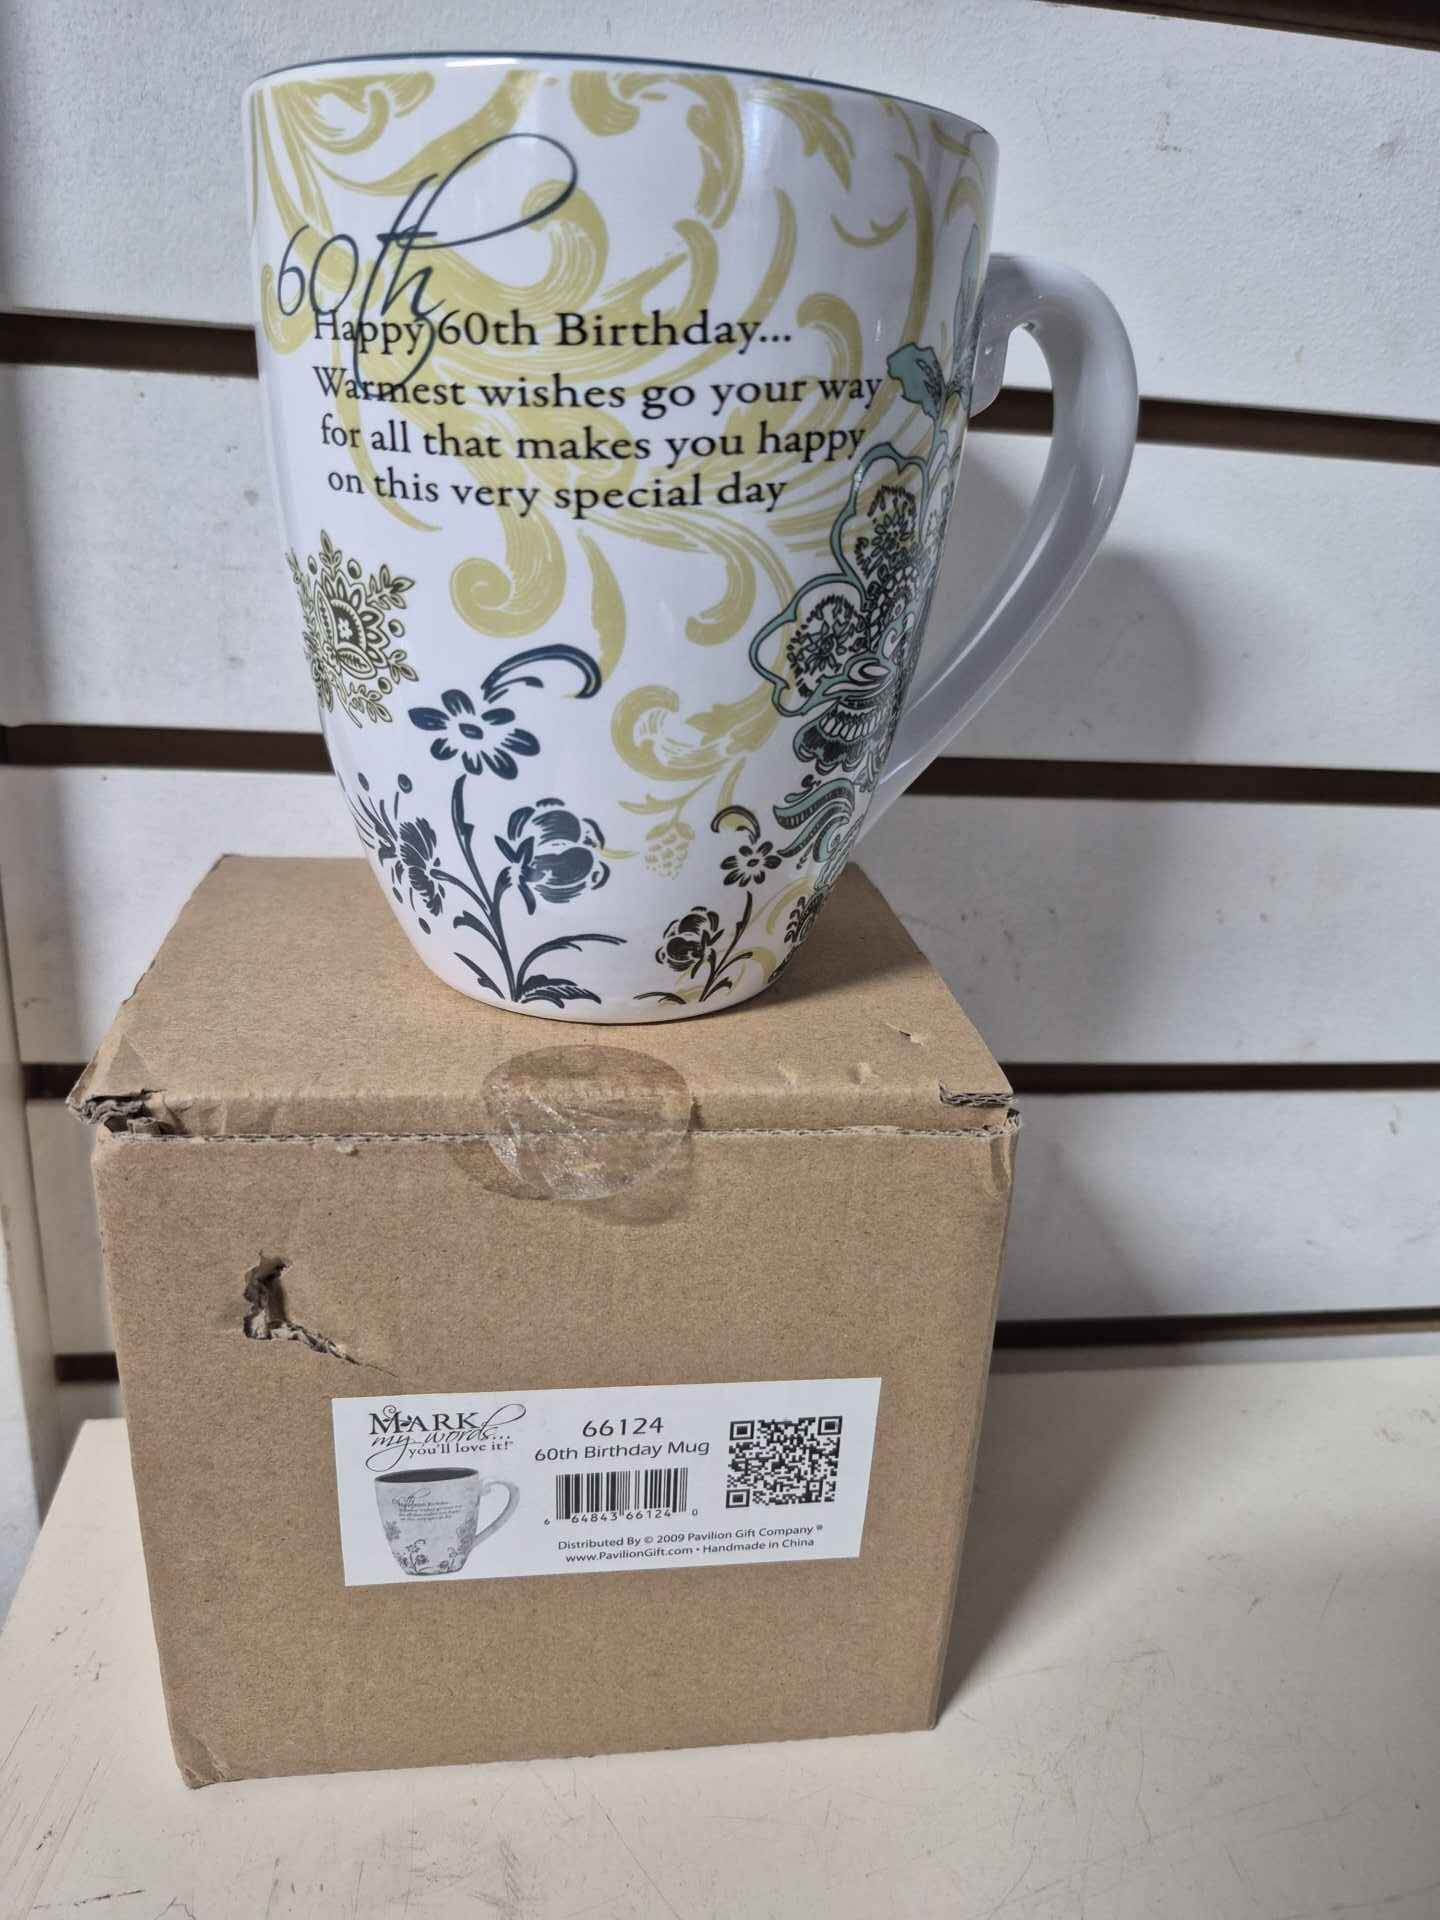 60th
Happy 60th Birthday...
Warmest wishes go your way
for all that makes you happy
on this very special day
MARK
my words...
you'll love it!™
66124
60th Birthday Mug
6 64843 66124 0
Distributed By © 2009 Pavilion Gift Company®
www.PavilionGift.com • Handmade in China